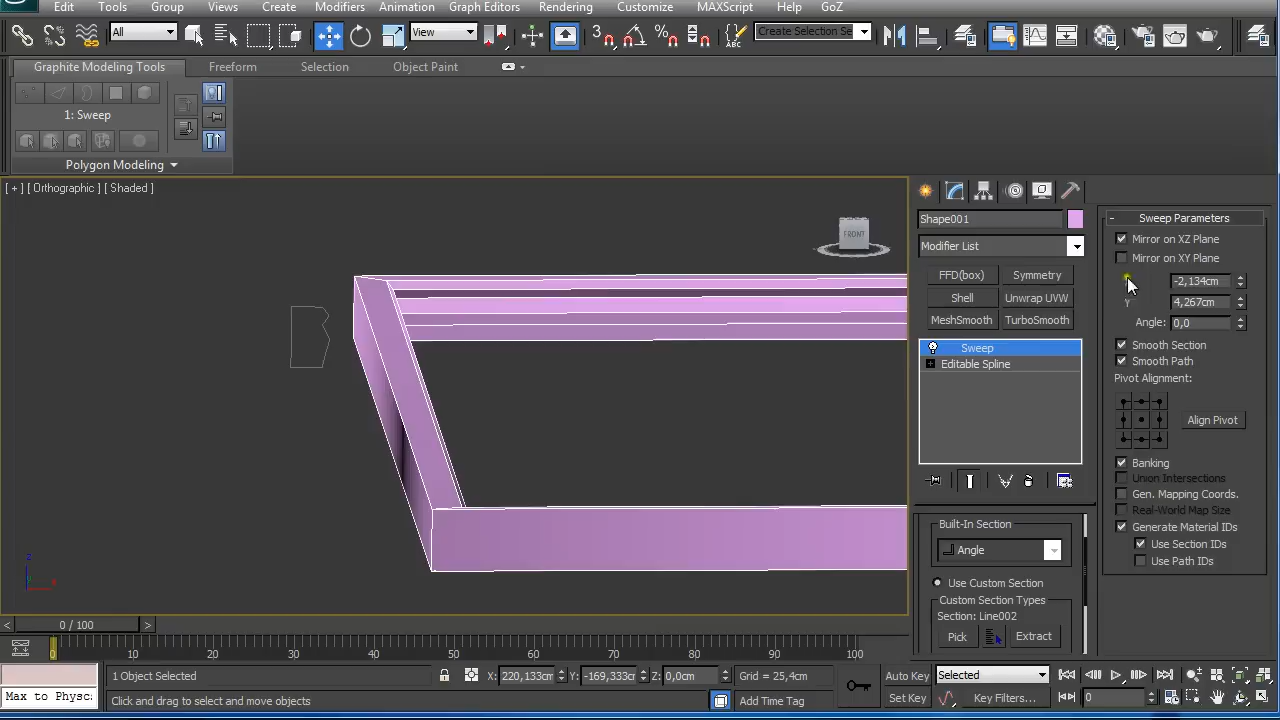 Edit Tools Group Views Create Modifiers Animation Graph Editors Rendering Customize MAXScript Help GoZ
All View Create Selection Se
Graphite Modeling Tools Freeform Selection Object Paint
1: Sweep
Polygon Modeling
[ + ] [ Orthographic ] [ Shaded ]
FRONT
Shape001
Modifier List
FFD(box) Symmetry
Shell Unwrap UVW
MeshSmooth TurboSmooth
Sweep
Editable Spline
Built-In Section
Angle
Use Custom Section
Custom Section Types
Section: Line002
Pick Extract
- Sweep Parameters
Mirror on XZ Plane
Mirror on XY Plane
-2,134cm
Y 4,267cm
Angle: 0,0
Smooth Section
Smooth Path
Pivot Alignment:
Align Pivot
Banking
Union Intersections
Gen. Mapping Coords.
Real-World Map Size
Generate Material IDs
Use Section IDs
Use Path IDs
z
x
< 0 / 100 >
0 10 20 30 40 50 60 70 80 90 100
1 Object Selected X: 220,133cm Y: -169,333cm Z: 0,0cm Grid = 25,4cm Auto Key Selected
Max to Physc: Click and drag to select and move objects Add Time Tag Set Key Key Filters... 0